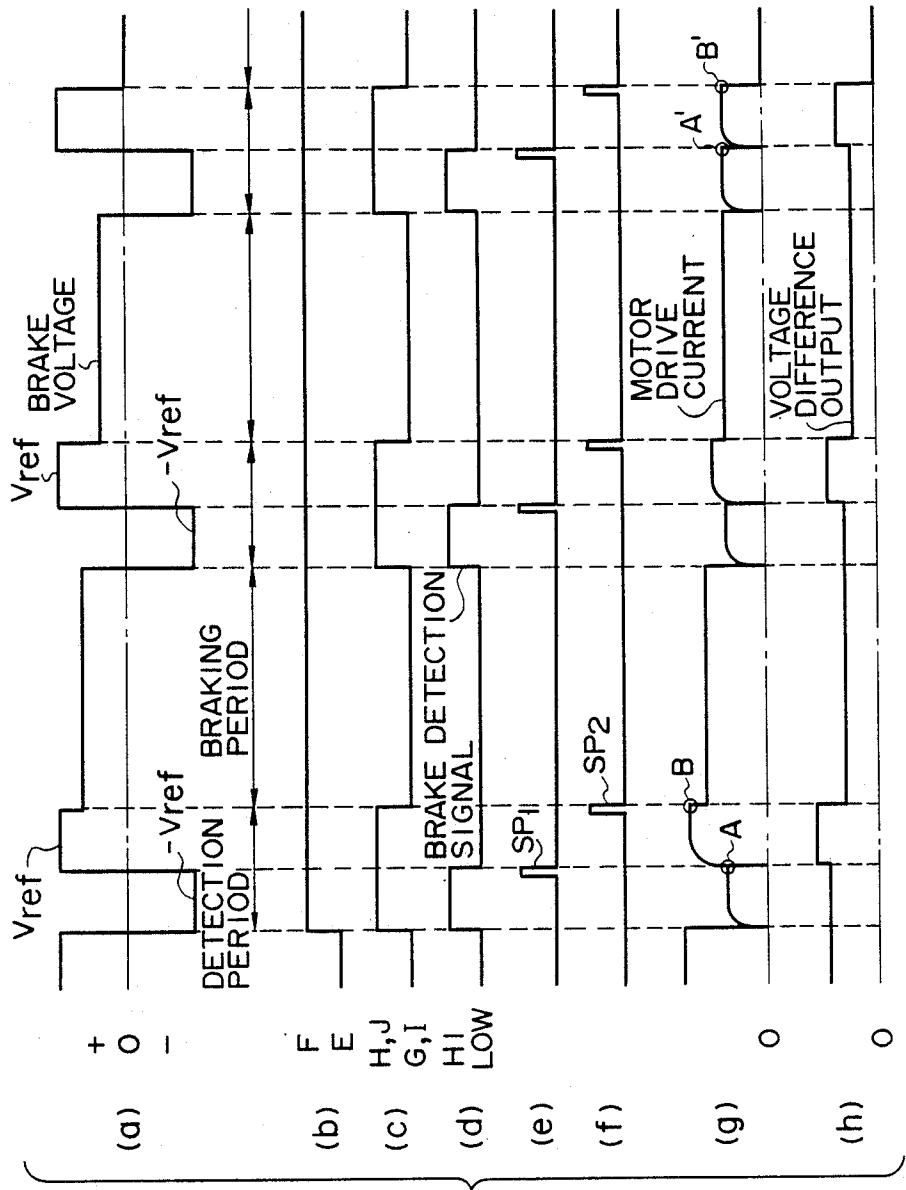 (a)
+
0
−
Vref
-Vref
Vref
-Vref
BRAKE
VOLTAGE
DETECTION
PERIOD
BRAKING
PERIOD
(b)
F
E
(c)
H,J
G,I
(d)
HI
LOW
BRAKE DETECTION
SIGNAL
(e)
SP1
(f)
SP2
(g)
0
A
B
MOTOR
DRIVE
CURRENT
A'
B'
(h)
0
VOLTAGE
DIFFERENCE
OUTPUT